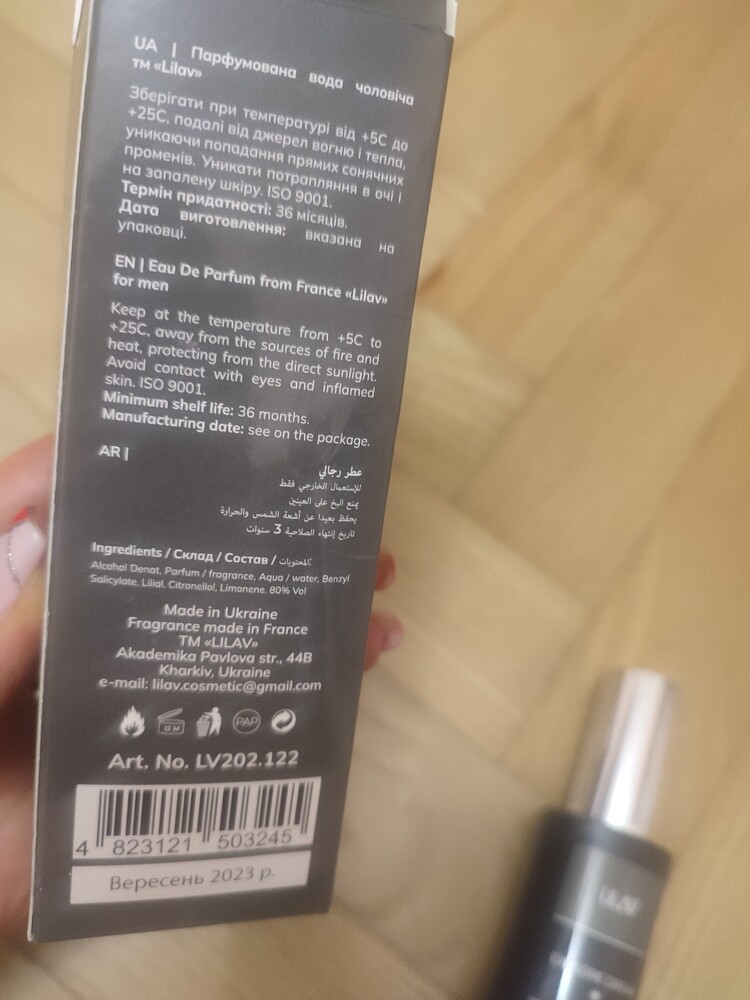 UA | Парфумована вода чоловіча
тм «Lilav»
Зберігати при температурі від +5С до
+25С, подалі від джерел вогню і тепла,
уникаючи попадання прямих сонячних
променів. Уникати потрапляння в очі і
на запалену шкіру. ISO 9001.
Термін придатності: 36 місяців.
Дата виготовлення: вказана на
упаковці.
EN | Eau De Parfum from France «Lilav»
for men
Keep at the temperature from +5C to
+25C, away from the sources of fire and
heat, protecting from the direct sunlight.
Avoid contact with eyes and inflamed
skin. ISO 9001.
Minimum shelf life: 36 months.
Manufacturing date: see on the package.
AR |
عطر رجالي
للإستعمال الخارجي فقط
يمنع البخ على العينين
يحفظ بعيدا عن أشعة الشمس والحرارة
تاريخ إنتهاء الصلاحية 3 سنوات
Ingredients / Склад / Состав / المحتويات:
Alcohol Denat, Parfum / fragrance, Aqua / water, Benzyl
Salicylate, Lilial, Citronellol, Limonene. 80% Vol
Made in Ukraine
Fragrance made in France
TM «LILAV»
Akademika Pavlova str., 44B
Kharkiv, Ukraine
e-mail: lilav.cosmetic@gmail.com
12 M
PAP
Art. No. LV202.122
4 823121 503245
Вересень 2023 р.
LILAV